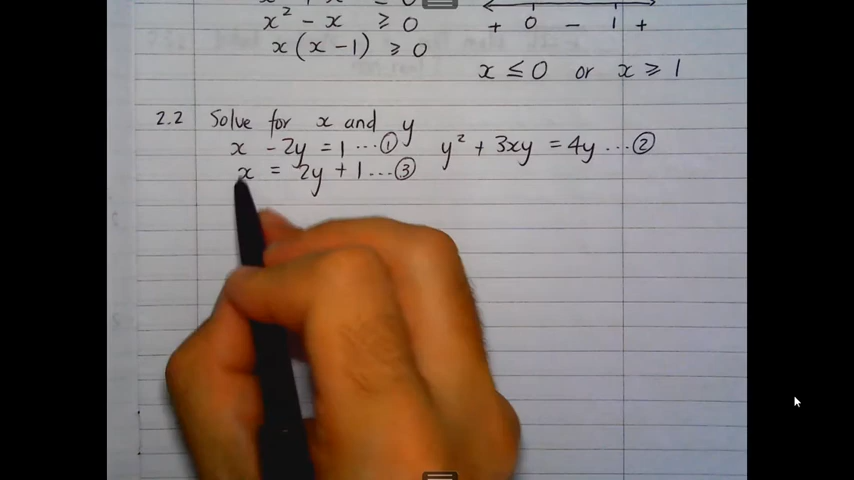 x² - x ≥ 0
x(x - 1) ≥ 0
+ 0 - 1 +
x ≤ 0 or x ≥ 1
2.2 Solve for x and y
x - 2y = 1 ... ① y² + 3xy = 4y ... ②
x = 2y + 1 ... ③